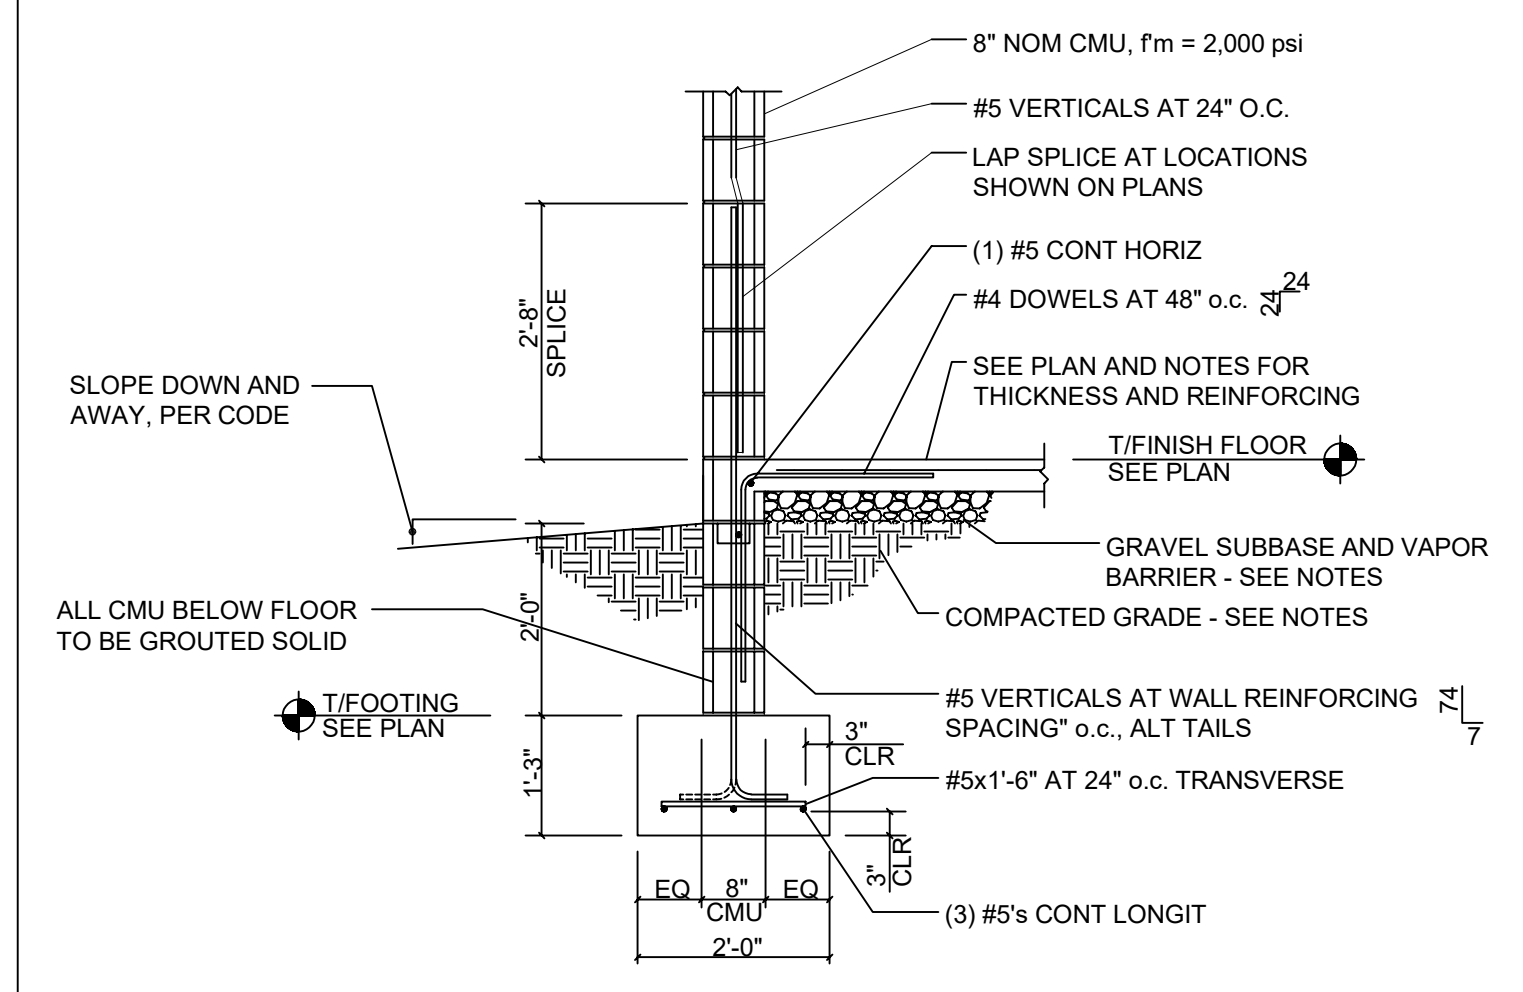 8" NOM CMU, f'm = 2,000 psi
#5 VERTICALS AT 24" O.C.
LAP SPLICE AT LOCATIONS
SHOWN ON PLANS
(1) #5 CONT HORIZ
#4 DOWELS AT 48" o.c.
24
24
2'-8"
SPLICE
SEE PLAN AND NOTES FOR
THICKNESS AND REINFORCING
SLOPE DOWN AND
AWAY, PER CODE
T/FINISH FLOOR
SEE PLAN
GRAVEL SUBBASE AND VAPOR
BARRIER - SEE NOTES
ALL CMU BELOW FLOOR
TO BE GROUTED SOLID
2'-0"
COMPACTED GRADE - SEE NOTES
T/FOOTING
SEE PLAN
#5 VERTICALS AT WALL REINFORCING
SPACING" o.c., ALT TAILS
74
7
3"
CLR
1'-3"
#5x1'-6" AT 24" o.c. TRANSVERSE
3"
CLR
EQ
8"
CMU
EQ
(3) #5's CONT LONGIT
2'-0"